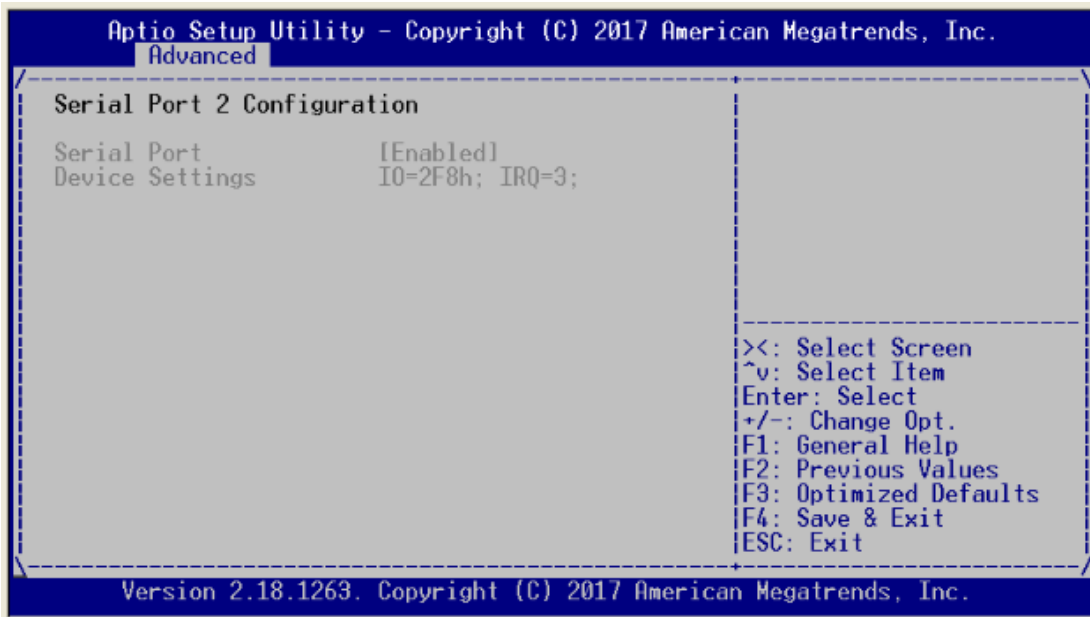 Aptio Setup Utility - Copyright (C) 2017 American Megatrends, Inc.
Advanced
Serial Port 2 Configuration
Serial Port [Enabled]
Device Settings IO=2F8h; IRQ=3;
><: Select Screen
^v: Select Item
Enter: Select
+/-: Change Opt.
F1: General Help
F2: Previous Values
F3: Optimized Defaults
F4: Save & Exit
ESC: Exit
Version 2.18.1263. Copyright (C) 2017 American Megatrends, Inc.